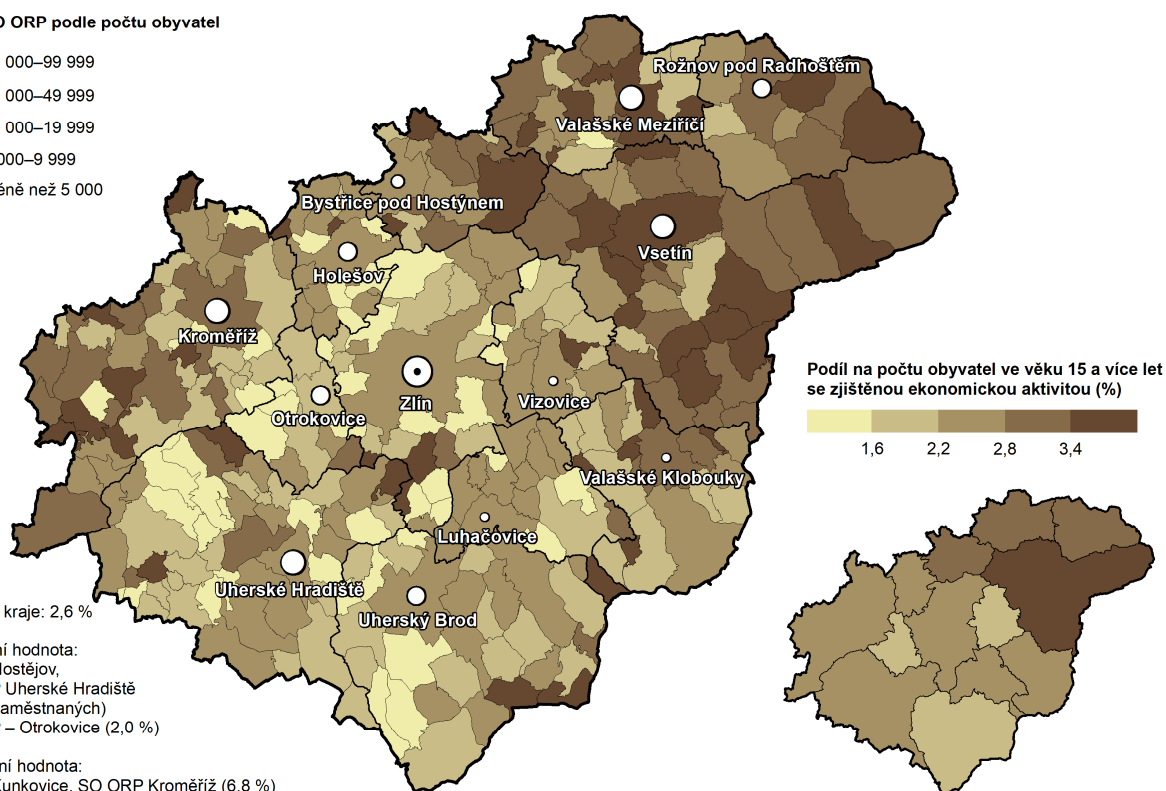 O ORP podle počtu obyvatel
000–99 999
000–49 999
000–19 999
000–9 999
éně než 5 000
Rožnov pod Radhoštěm
Valašské Meziříčí
Bystřice pod Hostýnem
Vsetín
Holešov
Kroměříž
Otrokovice
Zlín
Vizovice
Valašské Klobouky
Luhačovice
Uherské Hradiště
Uherský Brod
Podíl na počtu obyvatel ve věku 15 a více let
se zjištěnou ekonomickou aktivitou (%)
1,6 2,2 2,8 3,4
kraje: 2,6 %
ní hodnota:
Hostějov,
Uherské Hradiště
aměstnaných)
– Otrokovice (2,0 %)
ní hodnota:
Kunkovice, SO ORP Kroměříž (6,8 %)